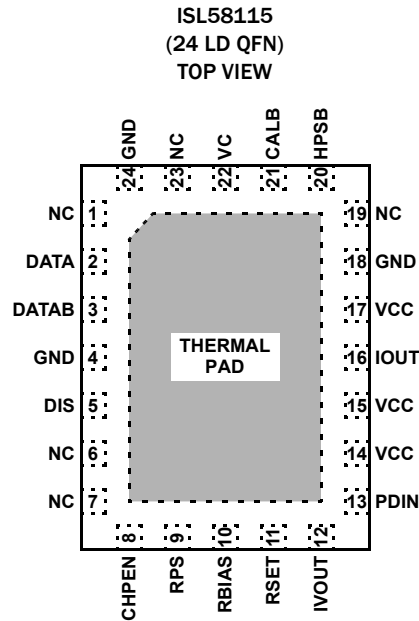 ISL58115
(24 LD QFN)
TOP VIEW
GND NC VC CALB HPSB
24 23 22 21 20
NC 1 19 NC
DATA 2 18 GND
DATAB 3 17 VCC
GND 4 16 IOUT
DIS 5 15 VCC
NC 6 14 VCC
NC 7 13 PDIN
THERMAL
PAD
8 9 10 11 12
CHPEN RPS RBIAS RSET IVOUT